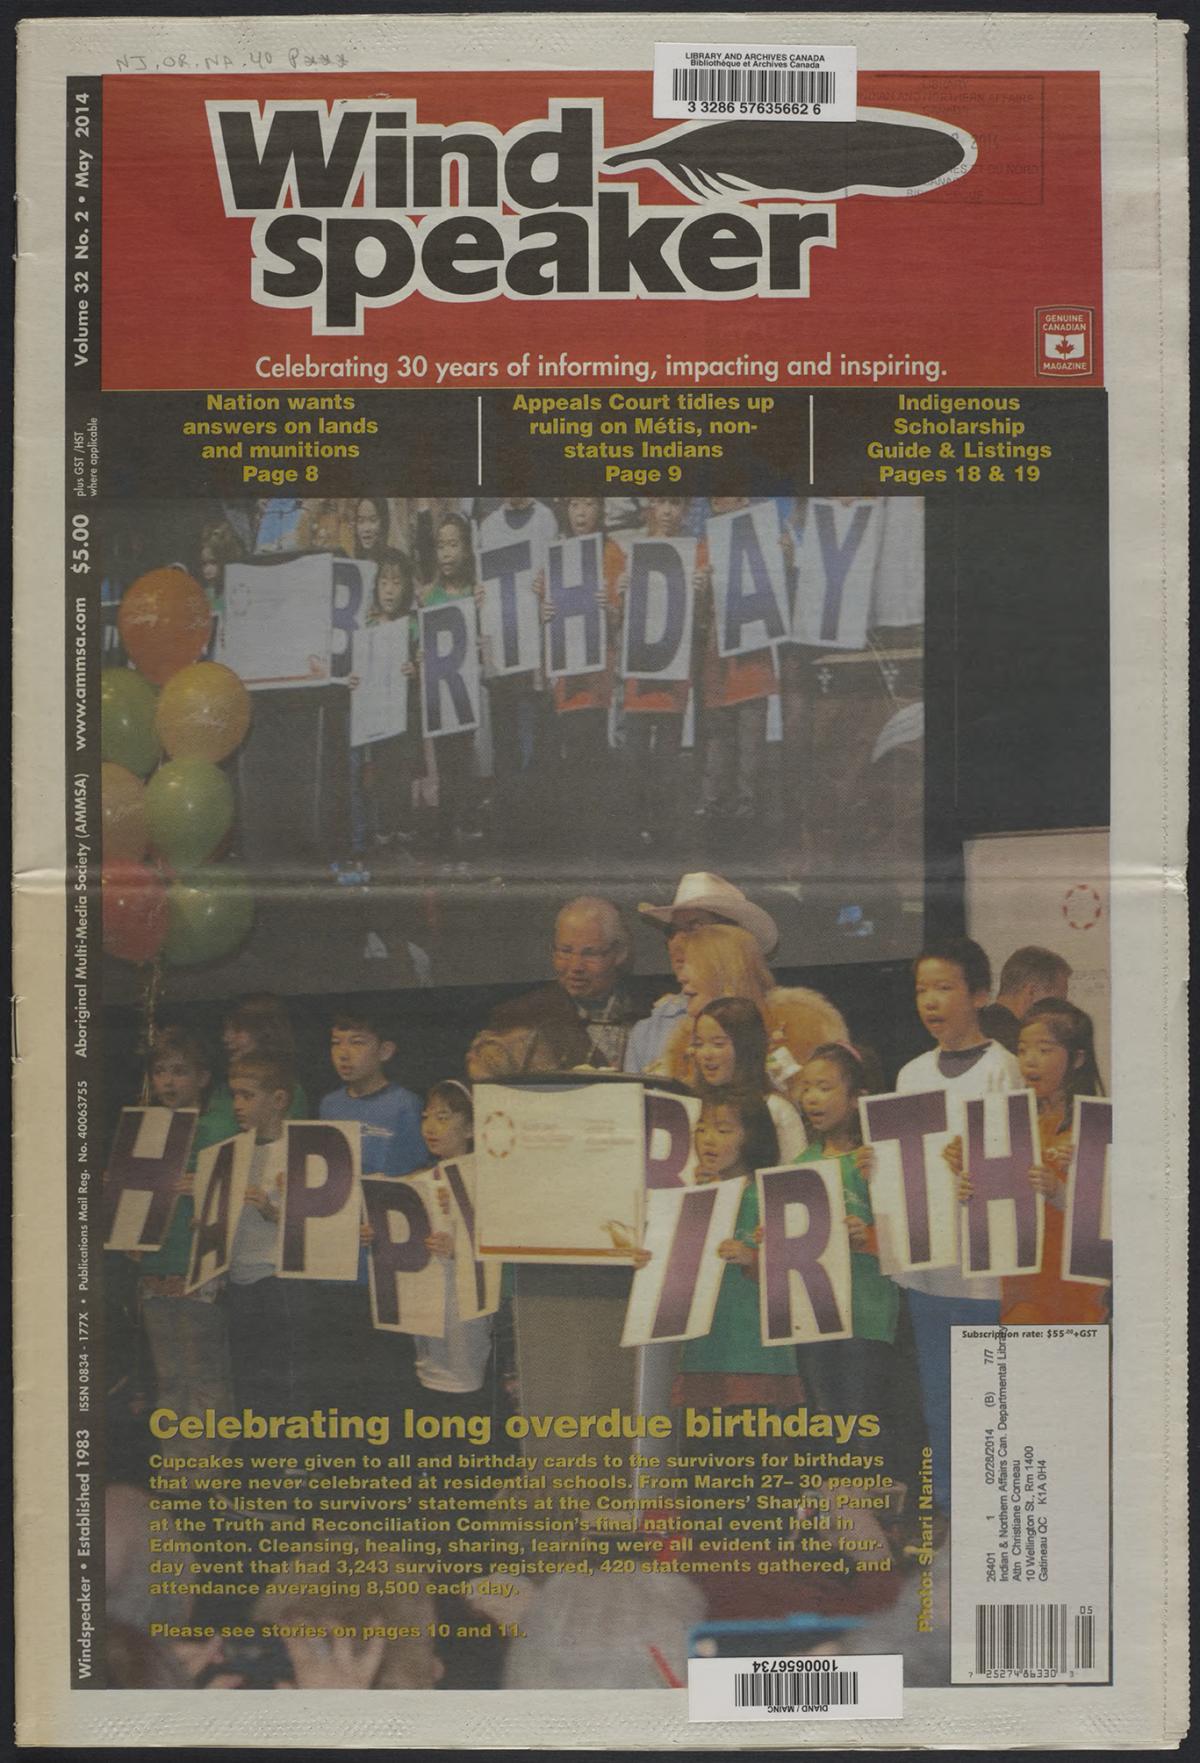 LIBRARY AND ARCHIVES CANADA
Bibliothèque et Archives Canada
3 3286 57635662 6
Wind
speaker
Celebrating 30 years of informing, impacting and inspiring.
GENUINE
CANADIAN
MAGAZINE
Nation wants
answers on lands
and munitions
Page 8
Appeals Court tidies up
ruling on Métis, non-
status Indians
Page 9
Indigenous
Scholarship
Guide & Listings
Pages 18 & 19
Windspeaker • Established 1983 ISSN 0834 - 177X • Publications Mail Reg. No. 40063755 Aboriginal Multi-Media Society (AMMSA) www.ammsa.com $5.00 plus GST /HST
where applicable
Volume 32 No. 2 • May 2014
BIRTHDAY
HAPPY BIRTHD
Celebrating long overdue birthdays
Cupcakes were given to all and birthday cards to the survivors for birthdays
that were never celebrated at residential schools. From March 27– 30 people
came to listen to survivors' statements at the Commissioners' Sharing Panel
at the Truth and Reconciliation Commission's final national event held in
Edmonton. Cleansing, healing, sharing, learning were all evident in the four-
day event that had 3,243 survivors registered, 420 statements gathered, and
attendance averaging 8,500 each day.
Please see stories on pages 10 and 11.
Photo: Shari Narine
Subscription rate: $55.00+GST
26401 1 02/28/2014 (B) 7/7
Indian & Northern Affairs Can. Departmental Library
Attn Christiane Comeau
10 Wellington St., Rm 1400
Gatineau QC K1A 0H4
05
7 25274 86330 3
1000656734
DIAND / MAINC